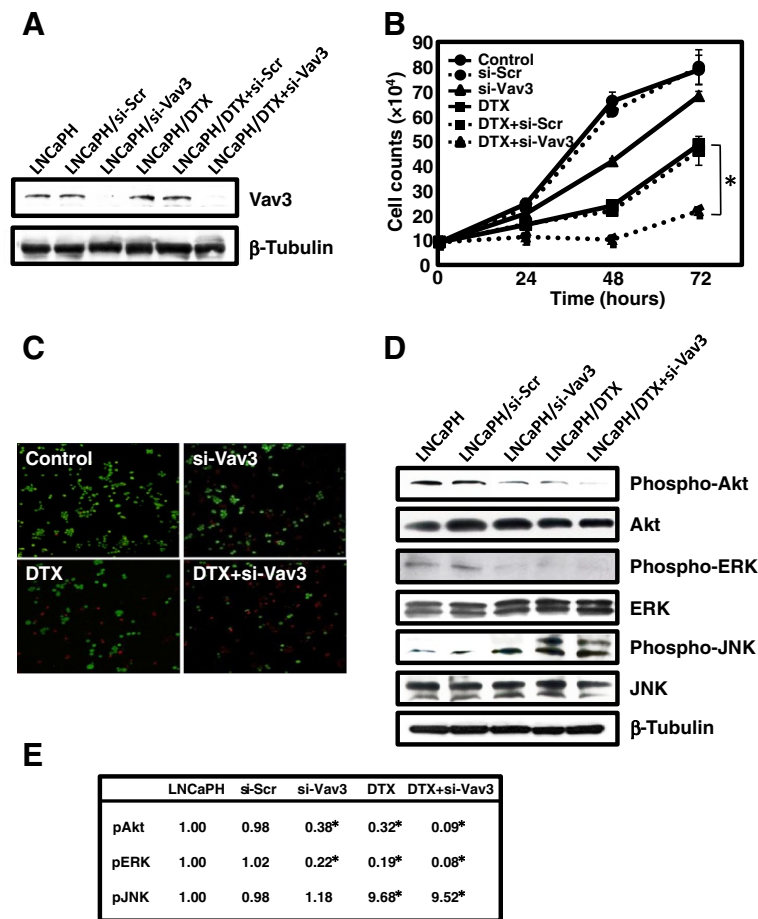 A
LNCaPH
LNCaPH/si-Scr
LNCaPH/si-Vav3
LNCaPH/DTX
LNCaPH/DTX+si-Scr
LNCaPH/DTX+si-Vav3
Vav3
β-Tubulin
B
Cell counts (×10⁴)
90
80
70
60
50
40
30
20
10
0
Control
si-Scr
si-Vav3
DTX
DTX+si-Scr
DTX+si-Vav3
*
0 24 48 72
Time (hours)
C
Control
si-Vav3
DTX
DTX+si-Vav3
D
LNCaPH
LNCaPH/si-Scr
LNCaPH/si-Vav3
LNCaPH/DTX
LNCaPH/DTX+si-Vav3
Phospho-Akt
Akt
Phospho-ERK
ERK
Phospho-JNK
JNK
β-Tubulin
E
LNCaPH si-Scr si-Vav3 DTX DTX+si-Vav3
pAkt 1.00 0.98 0.38* 0.32* 0.09*
pERK 1.00 1.02 0.22* 0.19* 0.08*
pJNK 1.00 0.98 1.18 9.68* 9.52*